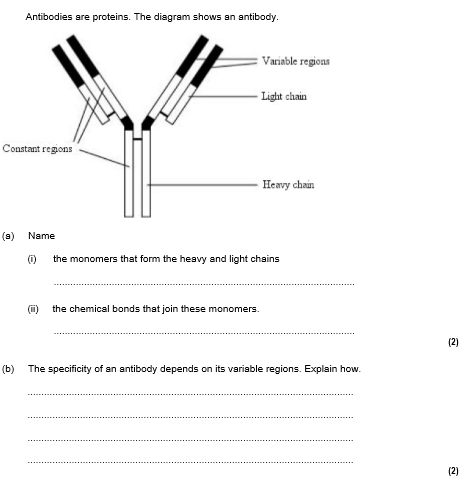 Antibodies are proteins. The diagram shows an antibody.
Variable regions
Light chain
Constant regions
Heavy chain
(a) Name
(i) the monomers that form the heavy and light chains
................................................................................
(ii) the chemical bonds that join these monomers.
................................................................................
(2)
(b) The specificity of an antibody depends on its variable regions. Explain how.
................................................................................
................................................................................
................................................................................
................................................................................
(2)